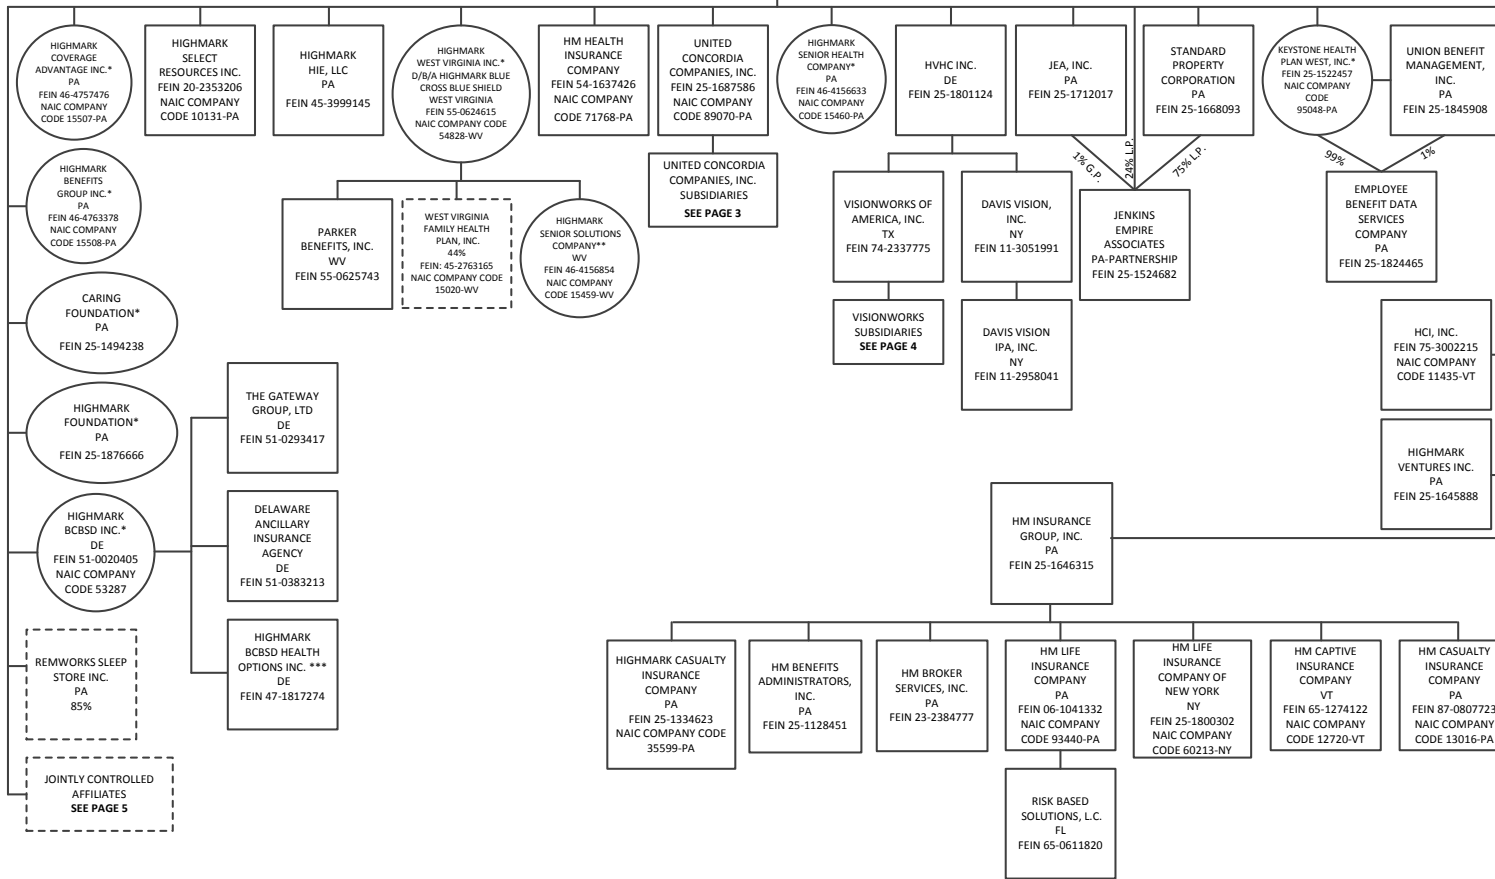 HIGHMARK
COVERAGE
ADVANTAGE INC.*
PA
FEIN 46-4757476
NAIC COMPANY
CODE 15507-PA
HIGHMARK
SELECT
RESOURCES INC.
FEIN 20-2353206
NAIC COMPANY
CODE 10131-PA
HIGHMARK
HIE, LLC
PA
FEIN 45-3999145
HIGHMARK
WEST VIRGINIA INC.*
D/B/A HIGHMARK BLUE
CROSS BLUE SHIELD
WEST VIRGINIA
FEIN 55-0624615
NAIC COMPANY CODE
54828-WV
HM HEALTH
INSURANCE
COMPANY
FEIN 54-1637426
NAIC COMPANY
CODE 71768-PA
UNITED
CONCORDIA
COMPANIES, INC.
FEIN 25-1687586
NAIC COMPANY
CODE 89070-PA
HIGHMARK
SENIOR HEALTH
COMPANY*
PA
FEIN 46-4156633
NAIC COMPANY
CODE 15460-PA
HVHC INC.
DE
FEIN 25-1801124
JEA, INC.
PA
FEIN 25-1712017
STANDARD
PROPERTY
CORPORATION
PA
FEIN 25-1668093
KEYSTONE HEALTH
PLAN WEST, INC.*
FEIN 25-1522457
NAIC COMPANY
CODE
95048-PA
UNION BENEFIT
MANAGEMENT,
INC.
PA
FEIN 25-1845908
1% G.P.
24% L.P.
75% L.P.
99%
1%
HIGHMARK
BENEFITS
GROUP INC.*
PA
FEIN 46-4763378
NAIC COMPANY
CODE 15508-PA
PARKER
BENEFITS, INC.
WV
FEIN 55-0625743
WEST VIRGINIA
FAMILY HEALTH
PLAN, INC.
44%
FEIN: 45-2763165
NAIC COMPANY CODE
15020-WV
HIGHMARK
SENIOR SOLUTIONS
COMPANY**
WV
FEIN 46-4156854
NAIC COMPANY
CODE 15459-WV
UNITED CONCORDIA
COMPANIES, INC.
SUBSIDIARIES
SEE PAGE 3
VISIONWORKS OF
AMERICA, INC.
TX
FEIN 74-2337775
DAVIS VISION,
INC.
NY
FEIN 11-3051991
JENKINS
EMPIRE
ASSOCIATES
PA-PARTNERSHIP
FEIN 25-1524682
EMPLOYEE
BENEFIT DATA
SERVICES
COMPANY
PA
FEIN 25-1824465
CARING
FOUNDATION*
PA
FEIN 25-1494238
VISIONWORKS
SUBSIDIARIES
SEE PAGE 4
DAVIS VISION
IPA, INC.
NY
FEIN 11-2958041
HCI, INC.
FEIN 75-3002215
NAIC COMPANY
CODE 11435-VT
HIGHMARK
FOUNDATION*
PA
FEIN 25-1876666
THE GATEWAY
GROUP, LTD
DE
FEIN 51-0293417
HIGHMARK
VENTURES INC.
PA
FEIN 25-1645888
HIGHMARK
BCBSD INC.*
DE
FEIN 51-0020405
NAIC COMPANY
CODE 53287
DELAWARE
ANCILLARY
INSURANCE
AGENCY
DE
FEIN 51-0383213
HM INSURANCE
GROUP, INC.
PA
FEIN 25-1646315
REMWORKS SLEEP
STORE INC.
PA
85%
HIGHMARK
BCBSD HEALTH
OPTIONS INC. ***
DE
FEIN 47-1817274
HIGHMARK CASUALTY
INSURANCE
COMPANY
PA
FEIN 25-1334623
NAIC COMPANY CODE
35599-PA
HM BENEFITS
ADMINISTRATORS,
INC.
PA
FEIN 25-1128451
HM BROKER
SERVICES, INC.
PA
FEIN 23-2384777
HM LIFE
INSURANCE
COMPANY
PA
FEIN 06-1041332
NAIC COMPANY
CODE 93440-PA
HM LIFE
INSURANCE
COMPANY OF
NEW YORK
NY
FEIN 25-1800302
NAIC COMPANY
CODE 60213-NY
HM CAPTIVE
INSURANCE
COMPANY
VT
FEIN 65-1274122
NAIC COMPANY
CODE 12720-VT
HM CASUALTY
INSURANCE
COMPANY
PA
FEIN 87-0807723
NAIC COMPANY
CODE 13016-PA
JOINTLY CONTROLLED
AFFILIATES
SEE PAGE 5
RISK BASED
SOLUTIONS, L.C.
FL
FEIN 65-0611820